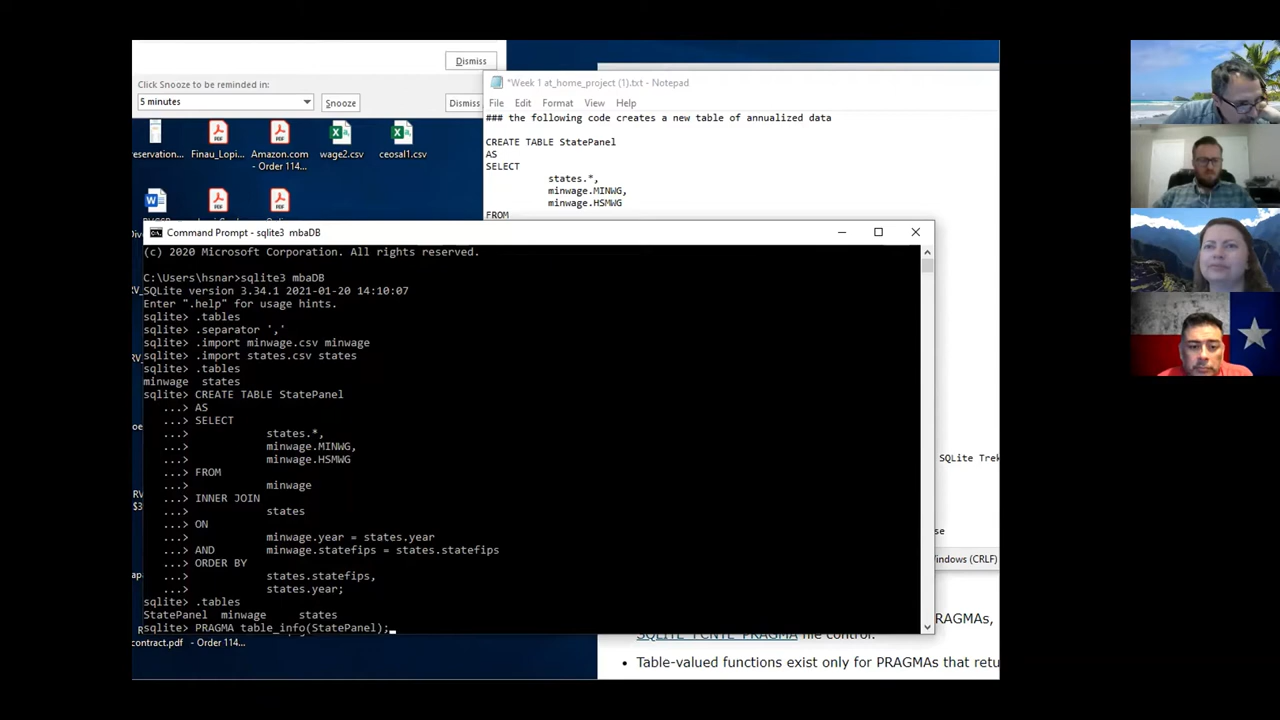 Dismiss
Click Snooze to be reminded in:
5 minutes
Snooze
Dismiss
*Week 1 at_home_project (1).txt - Notepad
File Edit Format View Help
### the following code creates a new table of annualized data
CREATE TABLE StatePanel
AS
SELECT
states.*,
minwage.MINWG,
minwage.HSMWG
FROM
eservation... Finau_Lopi... Amazon.com wage2.csv ceosal1.csv
- Order 114...
Command Prompt - sqlite3 mbaDB
(c) 2020 Microsoft Corporation. All rights reserved.
C:\Users\hsnar>sqlite3 mbaDB
SQLite version 3.34.1 2021-01-20 14:10:07
Enter ".help" for usage hints.
sqlite> .tables
sqlite> .separator ','
sqlite> .import minwage.csv minwage
sqlite> .import states.csv states
sqlite> .tables
minwage states
sqlite> CREATE TABLE StatePanel
...> AS
...> SELECT
...> states.*,
...> minwage.MINWG,
...> minwage.HSMWG
...> FROM
...> minwage
...> INNER JOIN
...> states
...> ON
...> minwage.year = states.year
...> AND minwage.statefips = states.statefips
...> ORDER BY
...> states.statefips,
...> states.year;
sqlite> .tables
StatePanel minwage states
sqlite> PRAGMA table_info(StatePanel);
SQLite Trek
Windows (CRLF)
contract.pdf - Order 114...
PRAGMAs,
file control.
• Table-valued functions exist only for PRAGMAs that retu